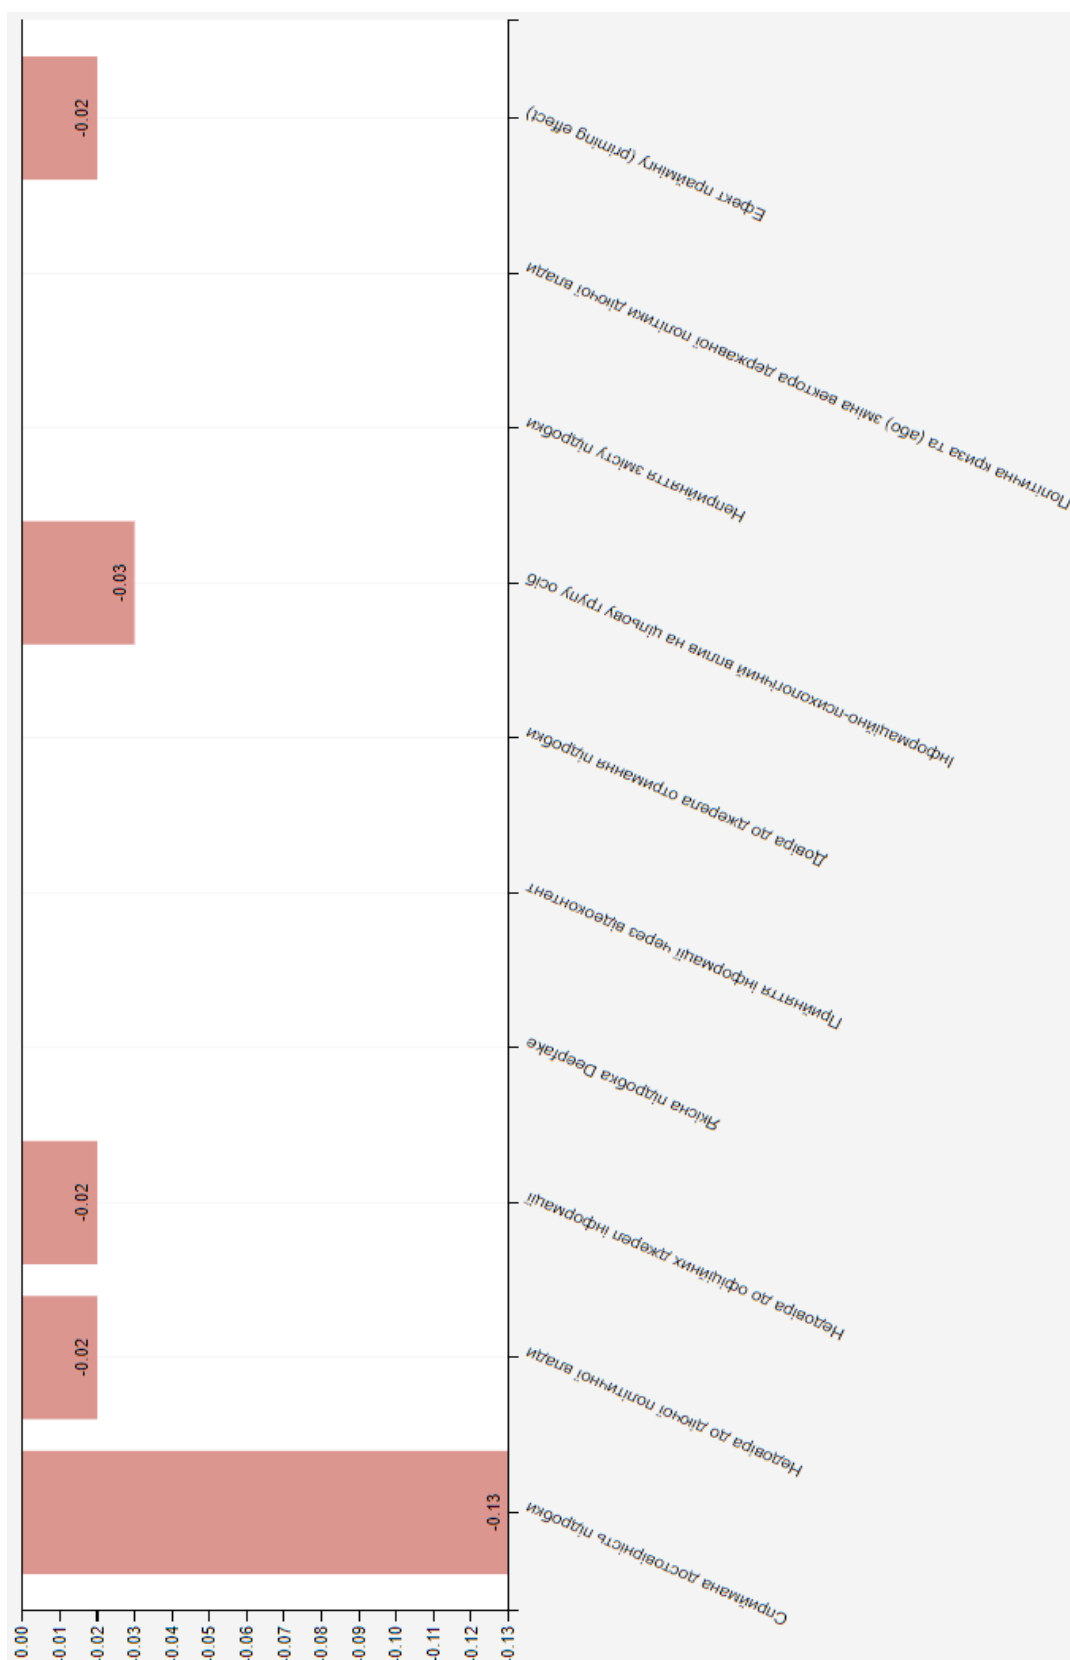 0.00
-0.01
-0.02
-0.03
-0.04
-0.05
-0.06
-0.07
-0.08
-0.09
-0.10
-0.11
-0.12
-0.13
-0.13
-0.02
-0.02
-0.03
-0.02
Сприймана достовірність підробки
Недовіра до діючої політичної влади
Недовіра до офіційних джерел інформації
Якісна підробка Deepfake
Прийняття інформації через відеоконтент
Довіра до джерела отримання підробки
Інформаційно-психологічний вплив на цільову групу осіб
Неприйняття змісту підробки
Політична криза та (або) зміна вектора державної політики діючої влади
Ефект праймінгу (priming effect)